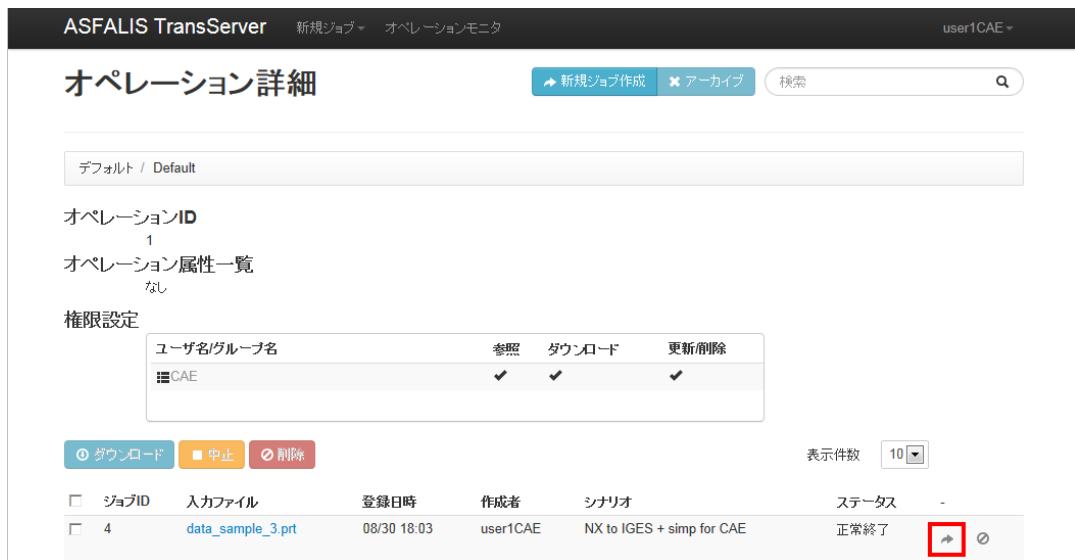 ASFALIS TransServer 新規ジョブ オペレーションモニタ user1CAE
オペレーション詳細 新規ジョブ作成 アーカイブ 検索
デフォルト / Default
オペレーションID
1
オペレーション属性一覧
なし
権限設定
ユーザ名/グループ名 参照 ダウンロード 更新/削除
CAE
ダウンロード 中止 削除 表示件数 10
ジョブID 入力ファイル 登録日時 作成者 シナリオ ステータス -
4 data_sample_3.prt 08/30 18:03 user1CAE NX to IGES + simp for CAE 正常終了